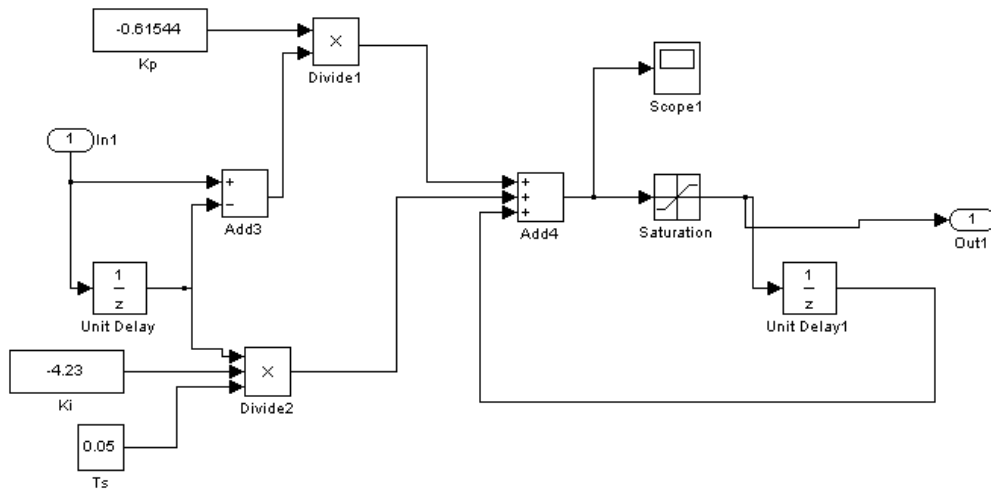 -0.61544
Kp
×
Divide1
Scope1
1
In1
+
−
Add3
+
+
+
Add4
Saturation
1
Out1
1
z
Unit Delay
1
z
Unit Delay1
-4.23
Ki
×
Divide2
0.05
Ts